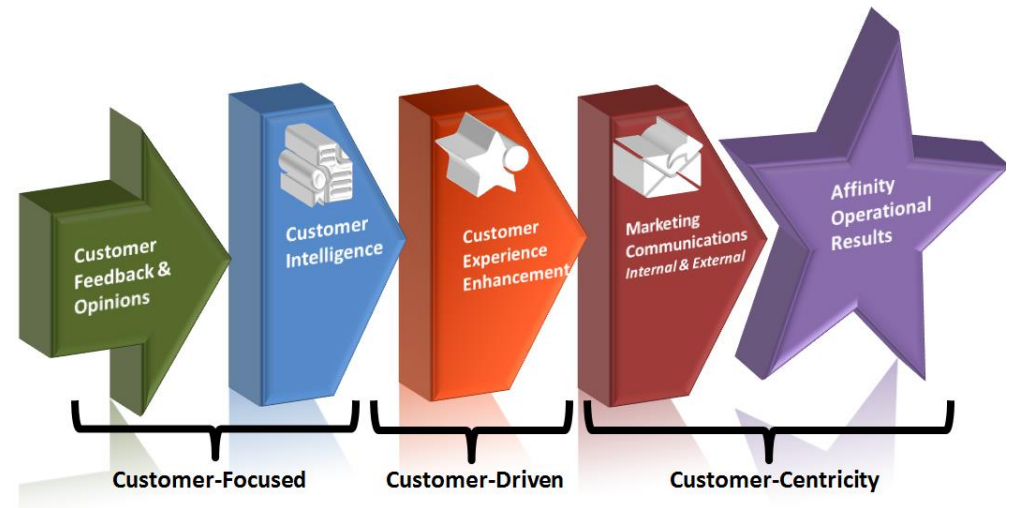 Customer
Feedback &
Opinions
Customer
Intelligence
Customer
Experience
Enhancement
Marketing
Communications
Internal & External
Affinity
Operational
Results
Customer-Focused
Customer-Driven
Customer-Centricity